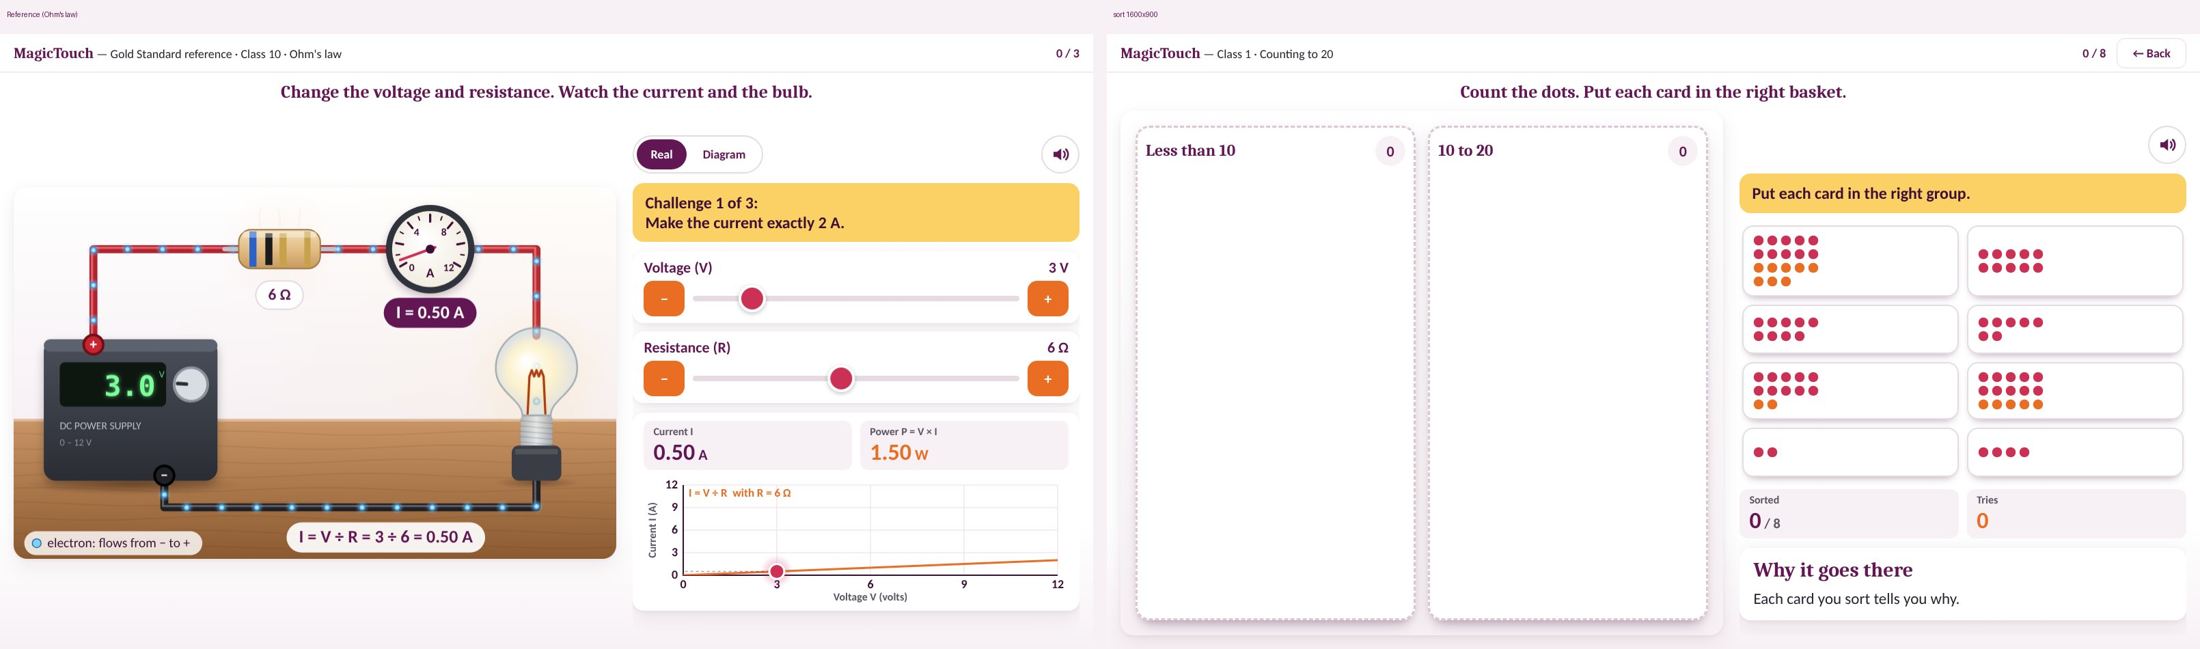 Reference (Ohm's law)
MagicTouch — Gold Standard reference · Class 10 · Ohm's law
0 / 3
Change the voltage and resistance. Watch the current and the bulb.
Real
Diagram
Challenge 1 of 3:
Make the current exactly 2 A.
Voltage (V)
3 V
−
+
Resistance (R)
6 Ω
−
+
Current I
0.50 A
Power P = V × I
1.50 W
I = V ÷ R with R = 6 Ω
Current I (A)
12
9
6
3
0
0
3
6
9
12
Voltage V (volts)
6 Ω
0
4
8
12
A
I = 0.50 A
+
3.0 V
DC POWER SUPPLY
0 – 12 V
−
electron: flows from − to +
I = V ÷ R = 3 ÷ 6 = 0.50 A
sort 1600x900
MagicTouch — Class 1 · Counting to 20
0 / 8
← Back
Count the dots. Put each card in the right basket.
Less than 10
0
10 to 20
0
Put each card in the right group.
Sorted
0 / 8
Tries
0
Why it goes there
Each card you sort tells you why.